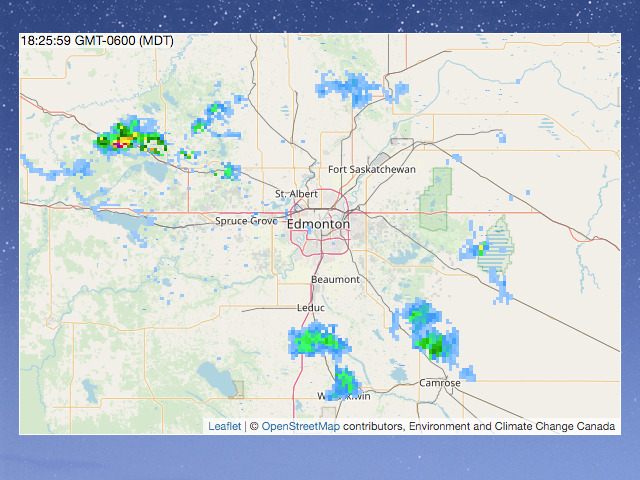 18:25:59 GMT-0600 (MDT)
Fort Saskatchewan
St. Albert
Spruce Grove
Edmonton
Beaumont
Leduc
Camrose
Leaflet | © OpenStreetMap contributors, Environment and Climate Change Canada